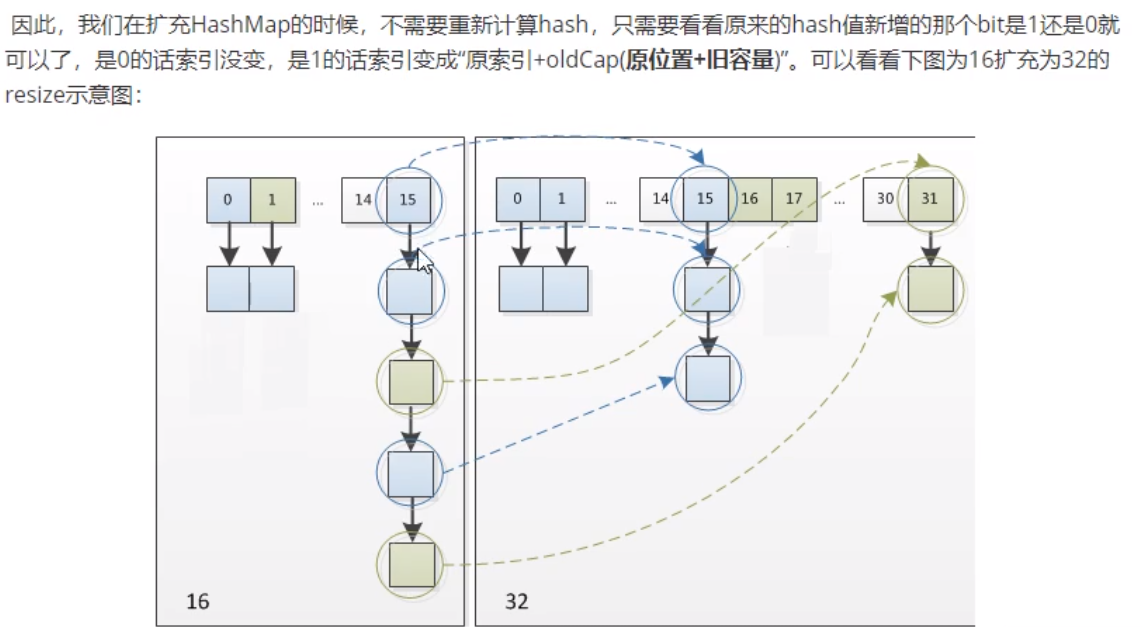 因此，我们在扩充HashMap的时候，不需要重新计算hash，只需要看看原来的hash值新增的那个bit是1还是0就
可以了，是0的话索引没变，是1的话索引变成“原索引+oldCap(原位置+旧容量)”。可以看看下图为16扩充为32的
resize示意图：
0 1 ... 14 15
0 1 ... 14 15 16 17 ... 30 31
16
32